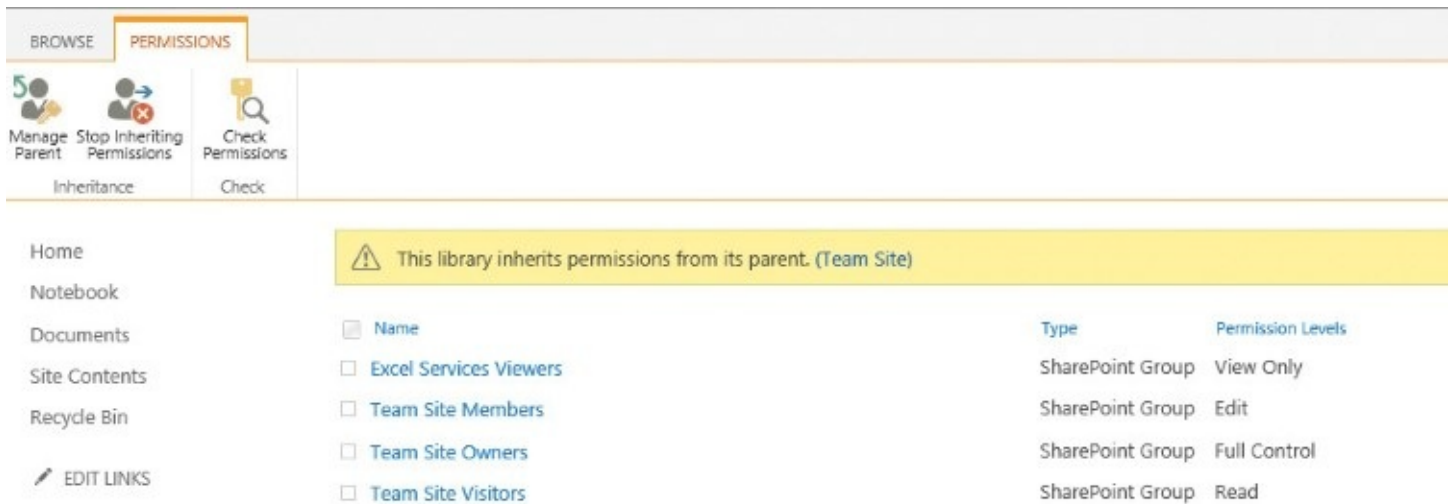 BROWSE PERMISSIONS
Manage Parent
Stop Inheriting Permissions
Check Permissions
Inheritance Check
Home
Notebook
Documents
Site Contents
Recycle Bin
EDIT LINKS
This library inherits permissions from its parent. (Team Site)
Name Type Permission Levels
Excel Services Viewers SharePoint Group View Only
Team Site Members SharePoint Group Edit
Team Site Owners SharePoint Group Full Control
Team Site Visitors SharePoint Group Read